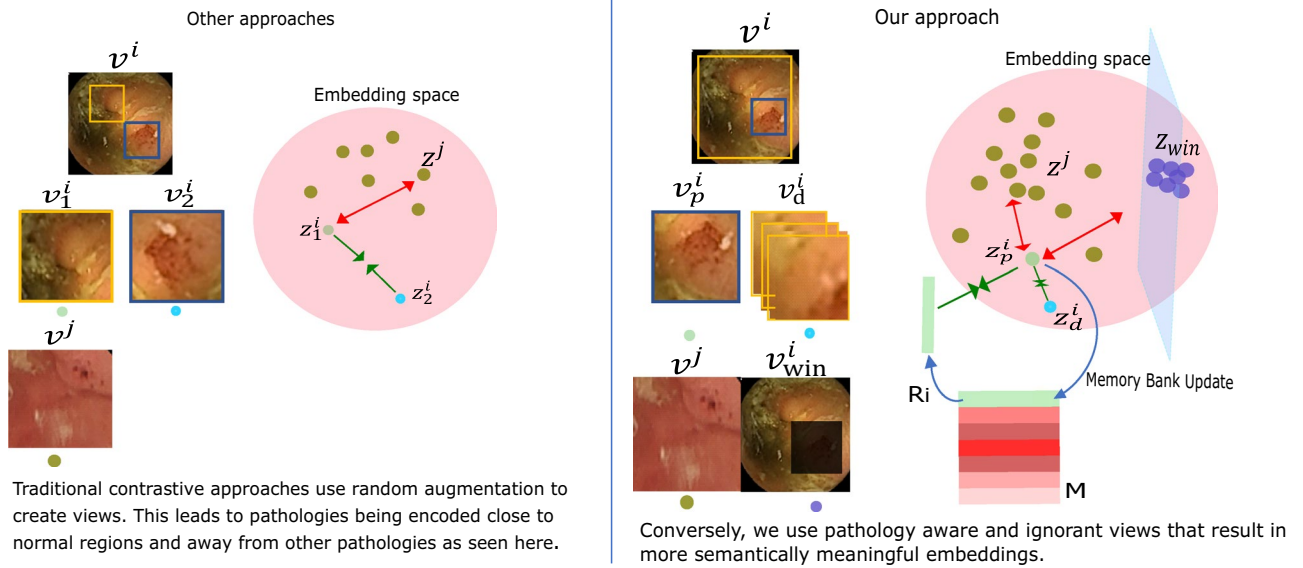 Other approaches
v^i
Embedding space
z^j
v_1^i
v_2^i
z_1^i
z_2^i
v^j
Traditional contrastive approaches use random augmentation to
create views. This leads to pathologies being encoded close to
normal regions and away from other pathologies as seen here.
Our approach
v^i
Embedding space
z_win
z^j
v_p^i
v_d^i
z_p^i
z_d^i
v^j
v_win^i
Ri
Memory Bank Update
M
Conversely, we use pathology aware and ignorant views that result in
more semantically meaningful embeddings.